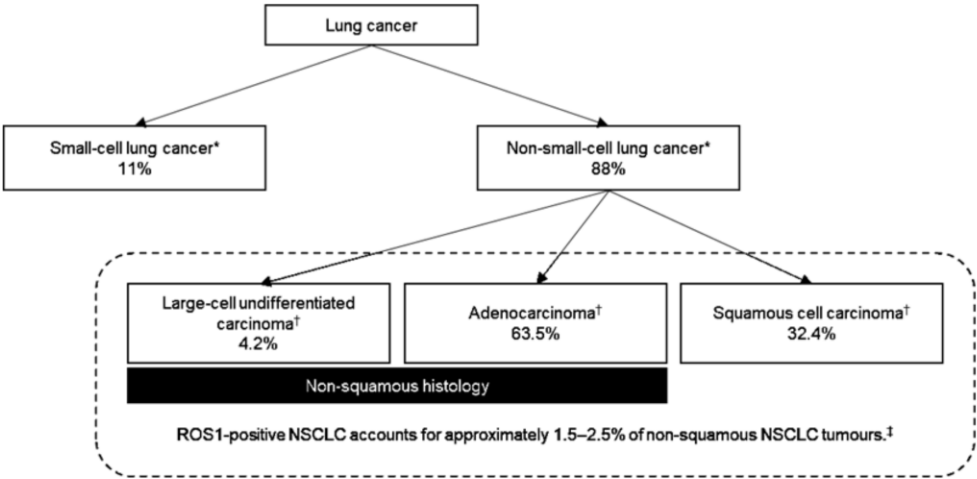 Lung cancer
Small-cell lung cancer*
11%
Non-small-cell lung cancer*
88%
Large-cell undifferentiated
carcinoma†
4.2%
Adenocarcinoma†
63.5%
Squamous cell carcinoma†
32.4%
Non-squamous histology
ROS1-positive NSCLC accounts for approximately 1.5–2.5% of non-squamous NSCLC tumours.‡